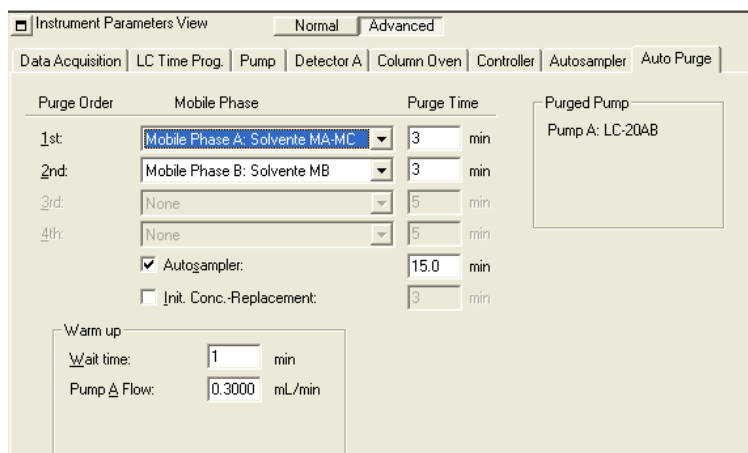 Instrument Parameters View Normal Advanced
Data Acquisition LC Time Prog. Pump Detector A Column Oven Controller Autosampler Auto Purge
Purge Order Mobile Phase Purge Time Purged Pump
1st: Mobile Phase A: Solvente MA-MC 3 min Pump A: LC-20AB
2nd: Mobile Phase B: Solvente MB 3 min
3rd: None 5 min
4th: None 5 min
Autosampler: 15.0 min
Init. Conc.-Replacement: 3 min
Warm up
Wait time: 1 min
Pump A Flow: 0.3000 mL/min